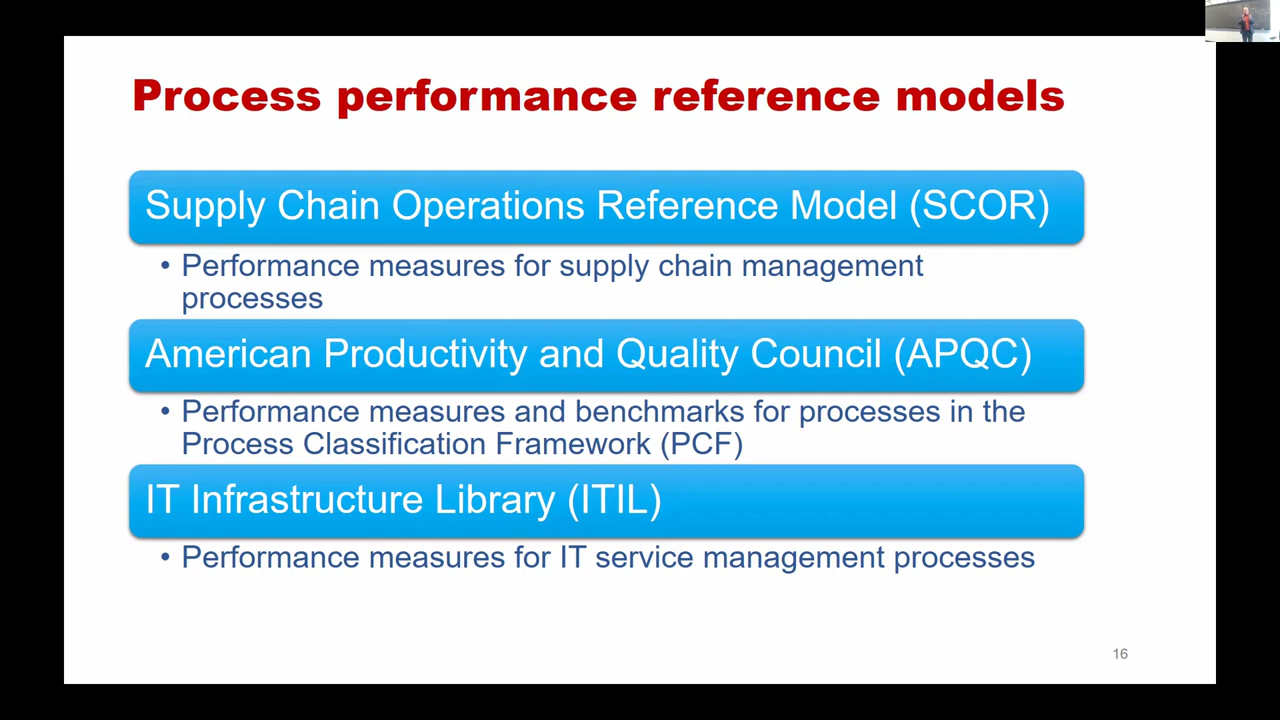 Process performance reference models
Supply Chain Operations Reference Model (SCOR)
• Performance measures for supply chain management
processes
American Productivity and Quality Council (APQC)
• Performance measures and benchmarks for processes in the
Process Classification Framework (PCF)
IT Infrastructure Library (ITIL)
• Performance measures for IT service management processes
16